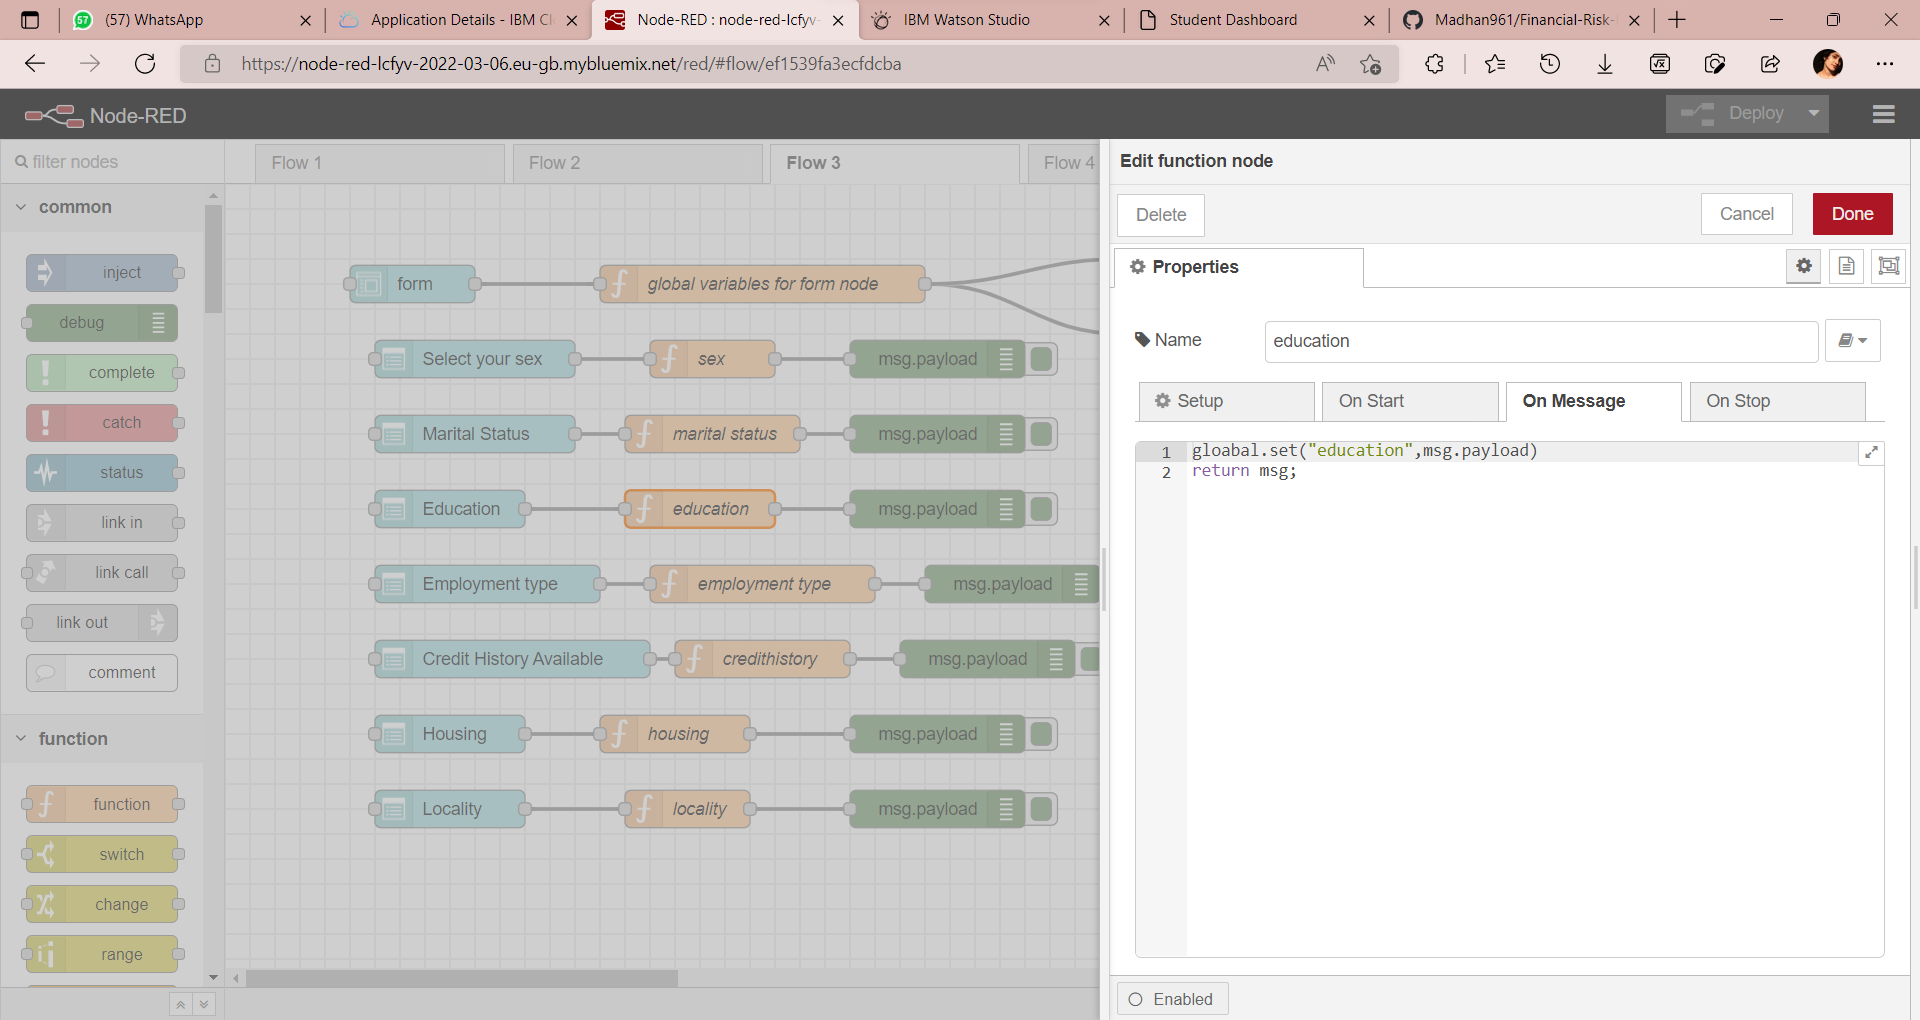 57 (57) WhatsApp
Application Details - IBM Cl
Node-RED : node-red-lcfyv-
IBM Watson Studio
Student Dashboard
Madhan961/Financial-Risk-
https://node-red-lcfyv-2022-03-06.eu-gb.mybluemix.net/red/#flow/ef1539fa3ecfdcba
Node-RED
Deploy
filter nodes
Flow 1
Flow 2
Flow 3
Flow 4
common
inject
debug
complete
catch
status
link in
link call
link out
comment
function
function
switch
change
range
form
global variables for form node
Select your sex
sex
msg.payload
Marital Status
marital status
msg.payload
Education
education
msg.payload
Employment type
employment type
msg.payload
Credit History Available
credithistory
msg.payload
Housing
housing
msg.payload
Locality
locality
msg.payload
Edit function node
Delete
Cancel
Done
Properties
Name
education
Setup
On Start
On Message
On Stop
1 gloabal.set("education",msg.payload)
2 return msg;
Enabled